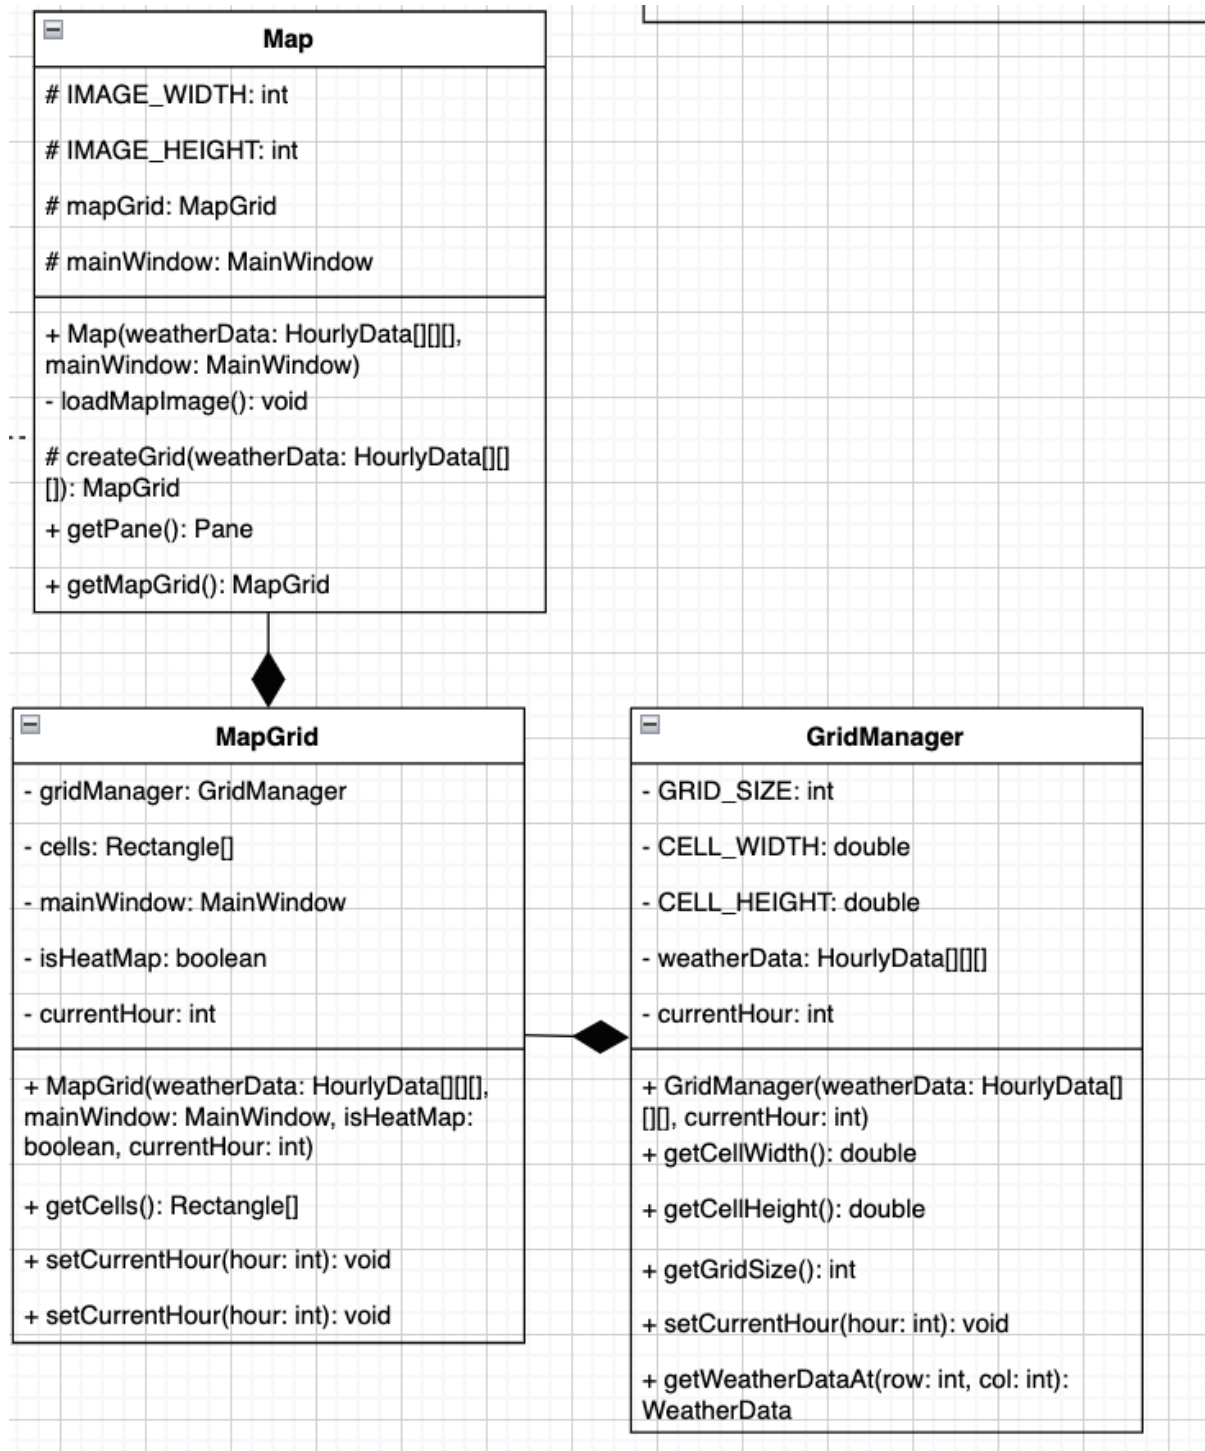 Map
# IMAGE_WIDTH: int
# IMAGE_HEIGHT: int
# mapGrid: MapGrid
# mainWindow: MainWindow
+ Map(weatherData: HourlyData[][][],
mainWindow: MainWindow)
- loadMapImage(): void
# createGrid(weatherData: HourlyData[][]
[]): MapGrid
+ getPane(): Pane
+ getMapGrid(): MapGrid
MapGrid
- gridManager: GridManager
- cells: Rectangle[]
- mainWindow: MainWindow
- isHeatMap: boolean
- currentHour: int
+ MapGrid(weatherData: HourlyData[][][],
mainWindow: MainWindow, isHeatMap:
boolean, currentHour: int)
+ getCells(): Rectangle[]
+ setCurrentHour(hour: int): void
+ setCurrentHour(hour: int): void
GridManager
- GRID_SIZE: int
- CELL_WIDTH: double
- CELL_HEIGHT: double
- weatherData: HourlyData[][][]
- currentHour: int
+ GridManager(weatherData: HourlyData[]
[][], currentHour: int)
+ getCellWidth(): double
+ getCellHeight(): double
+ getGridSize(): int
+ setCurrentHour(hour: int): void
+ getWeatherDataAt(row: int, col: int):
WeatherData